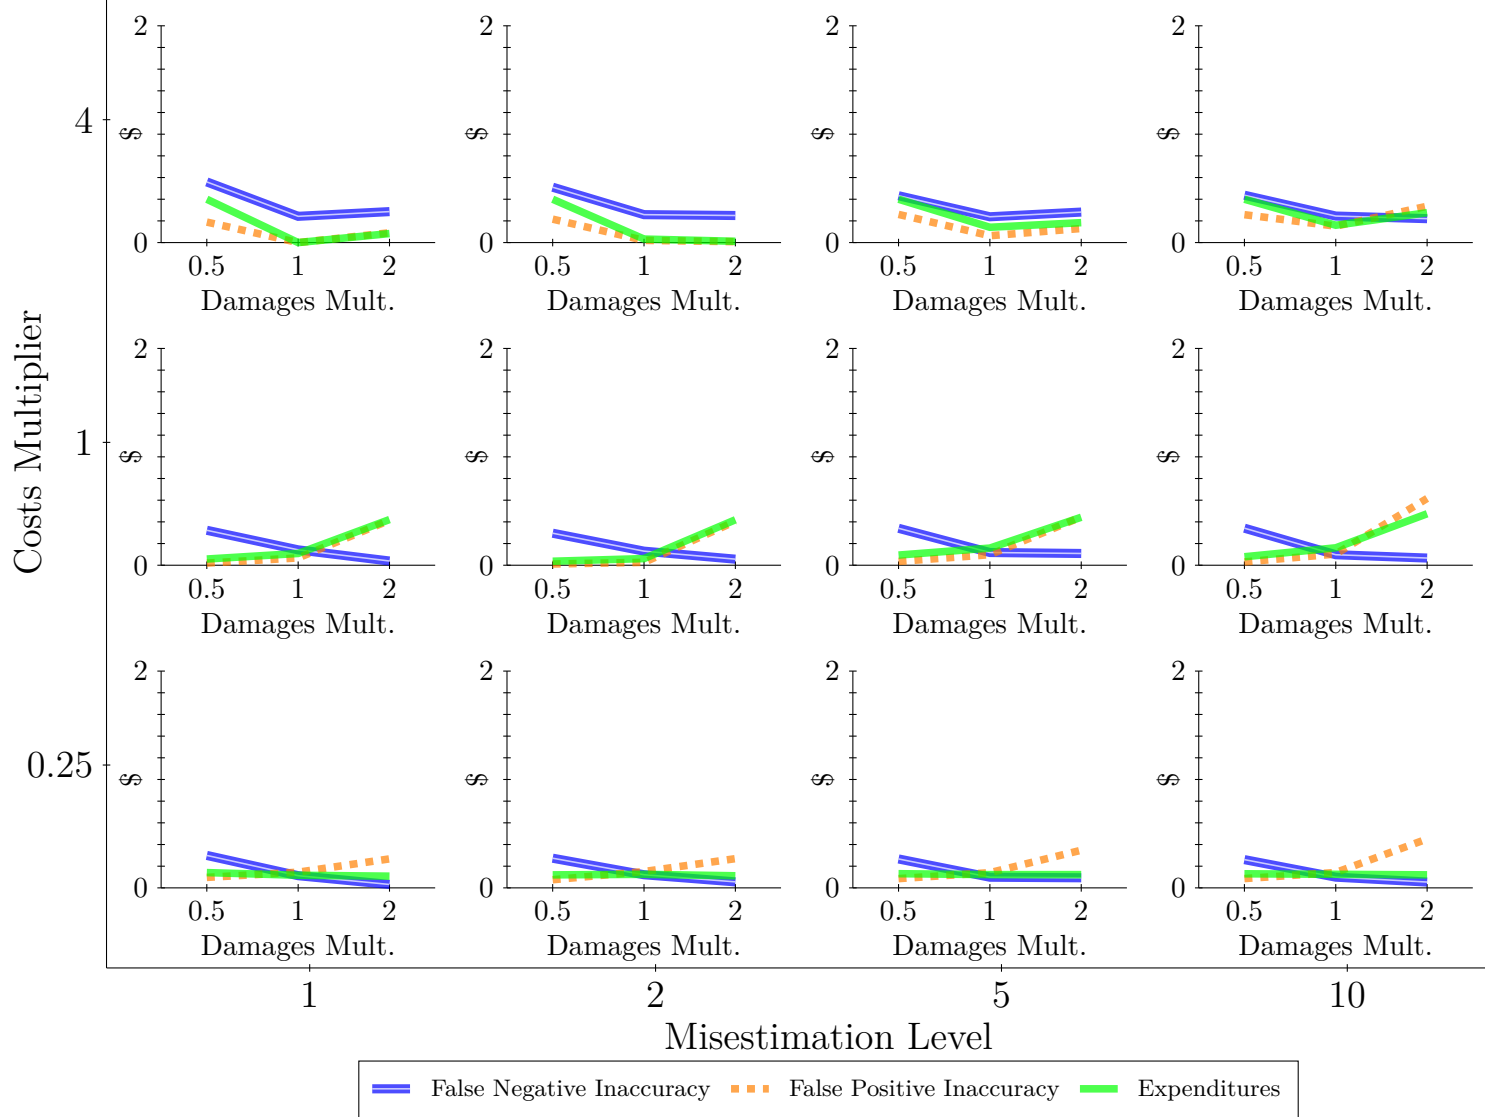 Costs Multiplier
4
2
$
0
0.5 1 2
Damages Mult.
2
$
0
0.5 1 2
Damages Mult.
2
$
0
0.5 1 2
Damages Mult.
2
$
0
0.5 1 2
Damages Mult.
1
2
$
0
0.5 1 2
Damages Mult.
2
$
0
0.5 1 2
Damages Mult.
2
$
0
0.5 1 2
Damages Mult.
2
$
0
0.5 1 2
Damages Mult.
0.25
2
$
0
0.5 1 2
Damages Mult.
2
$
0
0.5 1 2
Damages Mult.
2
$
0
0.5 1 2
Damages Mult.
2
$
0
0.5 1 2
Damages Mult.
1 2 5 10
Misestimation Level
False Negative Inaccuracy False Positive Inaccuracy Expenditures